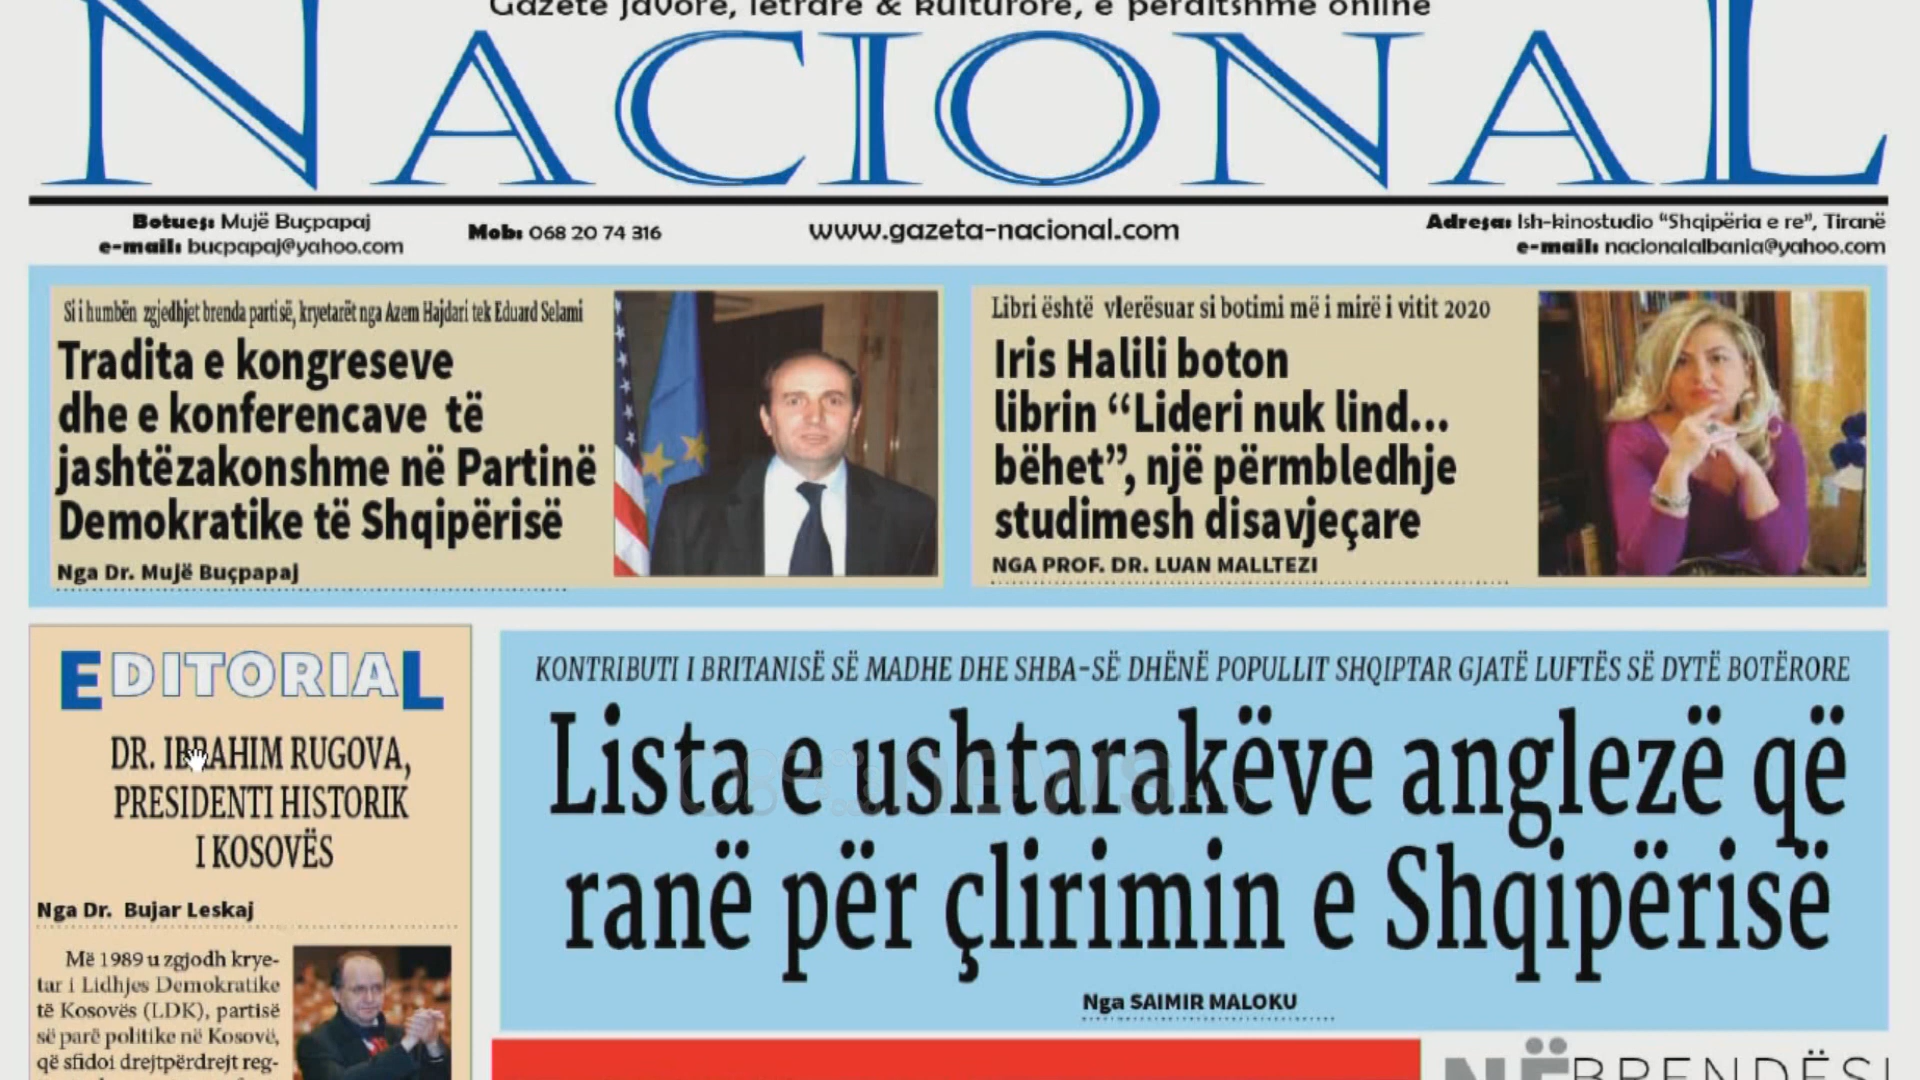 Gazetë javore, letrare & kulturore, e përditshme online
NACIONAL
Botues: Mujë Buçpapaj
e-mail: bucpapaj@yahoo.com
Mob: 068 20 74 316
www.gazeta-nacional.com
Adresa: Ish-kinostudio “Shqipëria e re”, Tiranë
e-mail: nacionalalbania@yahoo.com
Si i humbën zgjedhjet brenda partisë, kryetarët nga Azem Hajdari tek Eduard Selami
Tradita e kongreseve
dhe e konferencave të
jashtëzakonshme në Partinë
Demokratike të Shqipërisë
Nga Dr. Mujë Buçpapaj
Libri është vlerësuar si botimi më i mirë i vitit 2020
Iris Halili boton
librin “Lideri nuk lind...
bëhet”, një përmbledhje
studimesh disavjeçare
NGA PROF. DR. LUAN MALLTEZI
EDITORIAL
DR. IBRAHIM RUGOVA,
PRESIDENTI HISTORIK
I KOSOVËS
Nga Dr. Bujar Leskaj
Më 1989 u zgjodh krye-
tar i Lidhjes Demokratike
të Kosovës (LDK), partisë
së parë politike në Kosovë,
që sfidoi drejtpërdrejt reg-
KONTRIBUTI I BRITANISË SË MADHE DHE SHBA-SË DHËNË POPULLIT SHQIPTAR GJATË LUFTËS SË DYTË BOTËRORE
Lista e ushtarakëve anglezë që
ranë për çlirimin e Shqipërisë
Nga SAIMIR MALOKU
news
NË BRENDËSI